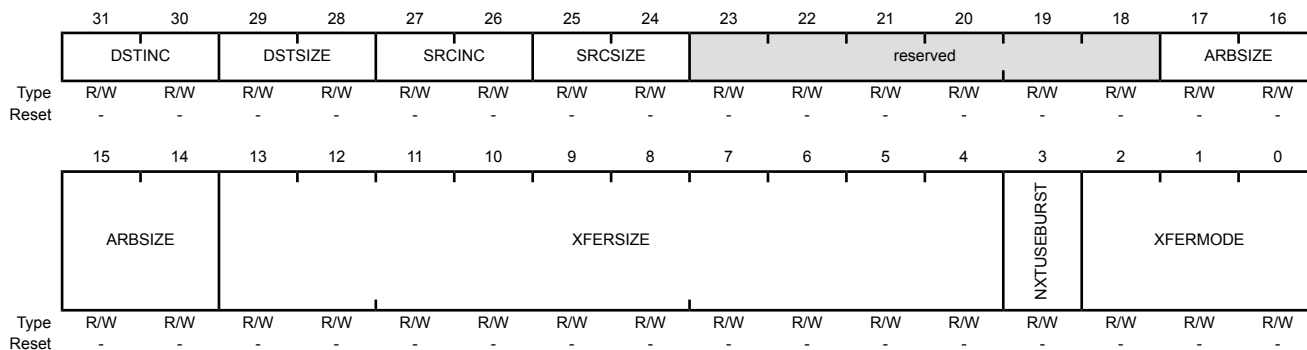 31 30 29 28 27 26 25 24 23 22 21 20 19 18 17 16
DSTINC DSTSIZE SRCINC SRCSIZE reserved ARBSIZE
Type R/W R/W R/W R/W R/W R/W R/W R/W R/W R/W R/W R/W R/W R/W R/W R/W
Reset - - - - - - - - - - - - - - - -
15 14 13 12 11 10 9 8 7 6 5 4 3 2 1 0
ARBSIZE XFERSIZE NXTUSEBURST XFERMODE
Type R/W R/W R/W R/W R/W R/W R/W R/W R/W R/W R/W R/W R/W R/W R/W R/W
Reset - - - - - - - - - - - - - - - -